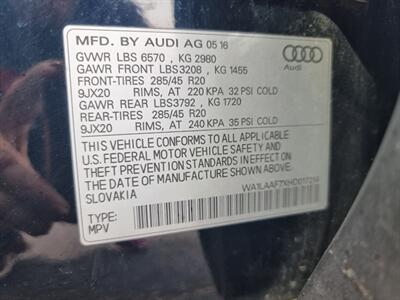 MFD. BY AUDI AG 05 16
GVWR LBS 6570 , KG 2980
GAWR FRONT LBS3208 , KG 1455
FRONT-TIRES 285/45 R20
9JX20 RIMS, AT 220 KPA 32 PSI COLD
GAWR REAR LBS3792 , KG 1720
REAR-TIRES 285/45 R20
9JX20 RIMS, AT 240 KPA 35 PSI COLD
THIS VEHICLE CONFORMS TO ALL APPLICABLE
U.S. FEDERAL MOTOR VEHICLE SAFETY AND
THEFT PREVENTION STANDARDS IN EFFECT ON
THE DATE OF MANUFACTURE SHOWN ABOVE.
SLOVAKIA
TYPE:
MPV
Audi